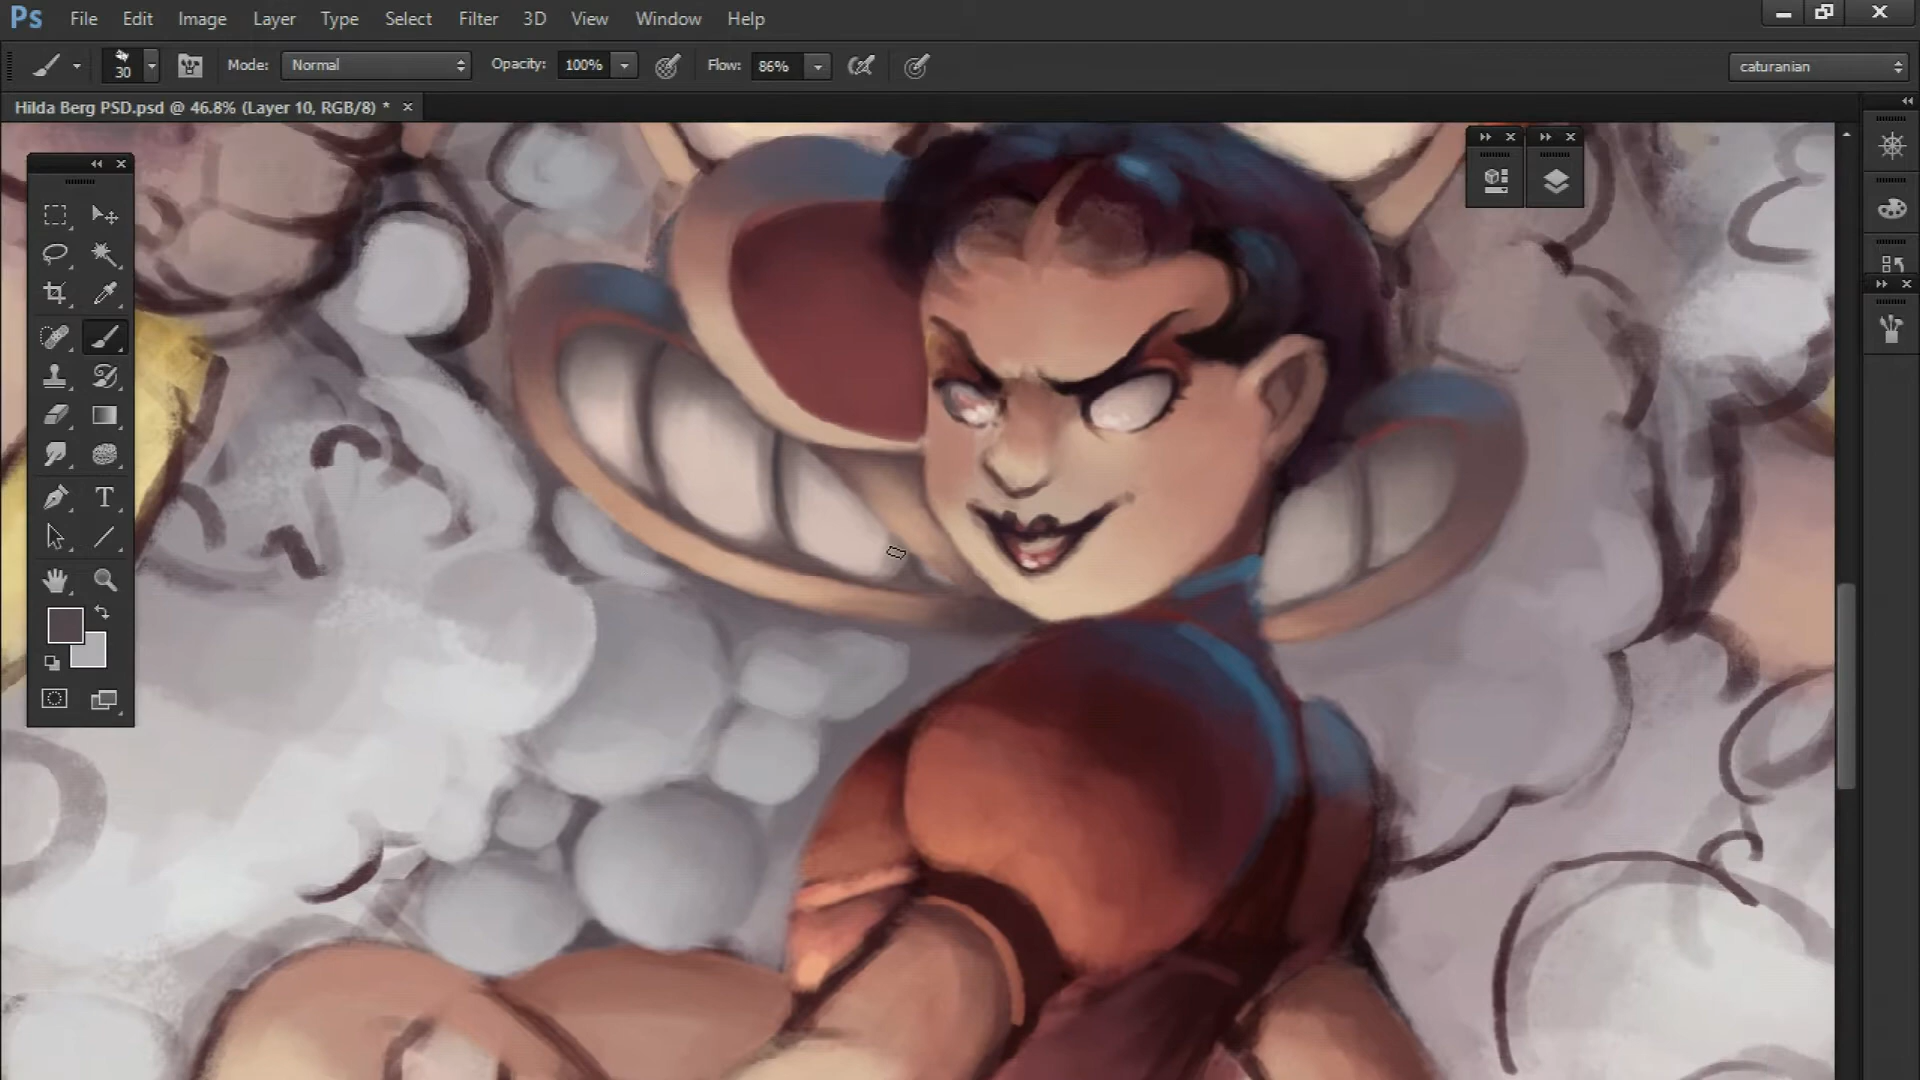 Ps File Edit Image Layer Type Select Filter 3D View Window Help
30 Mode: Normal Opacity: 100% Flow: 86% caturanian
Hilda Berg PSD.psd @ 46.8% (Layer 10, RGB/8) *
T